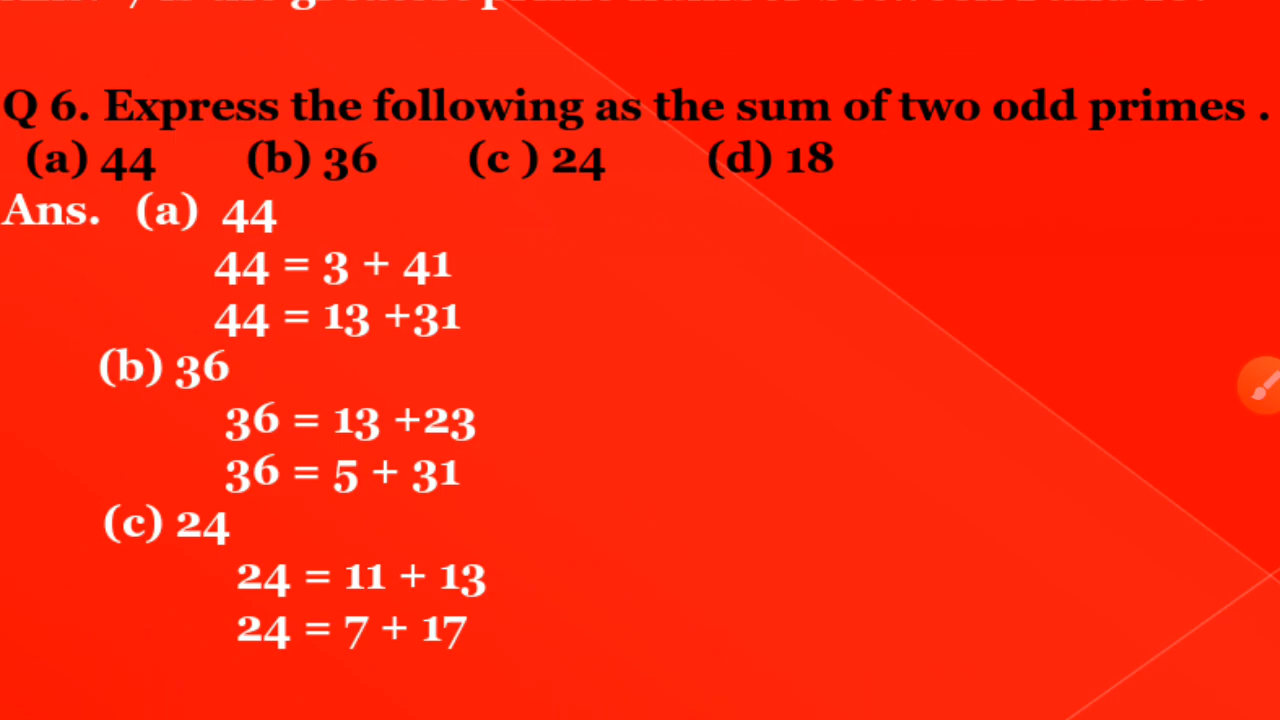 Q 6. Express the following as the sum of two odd primes .
(a) 44 (b) 36 (c ) 24 (d) 18
Ans. (a) 44
44 = 3 + 41
44 = 13 +31
(b) 36
36 = 13 +23
36 = 5 + 31
(c) 24
24 = 11 + 13
24 = 7 + 17